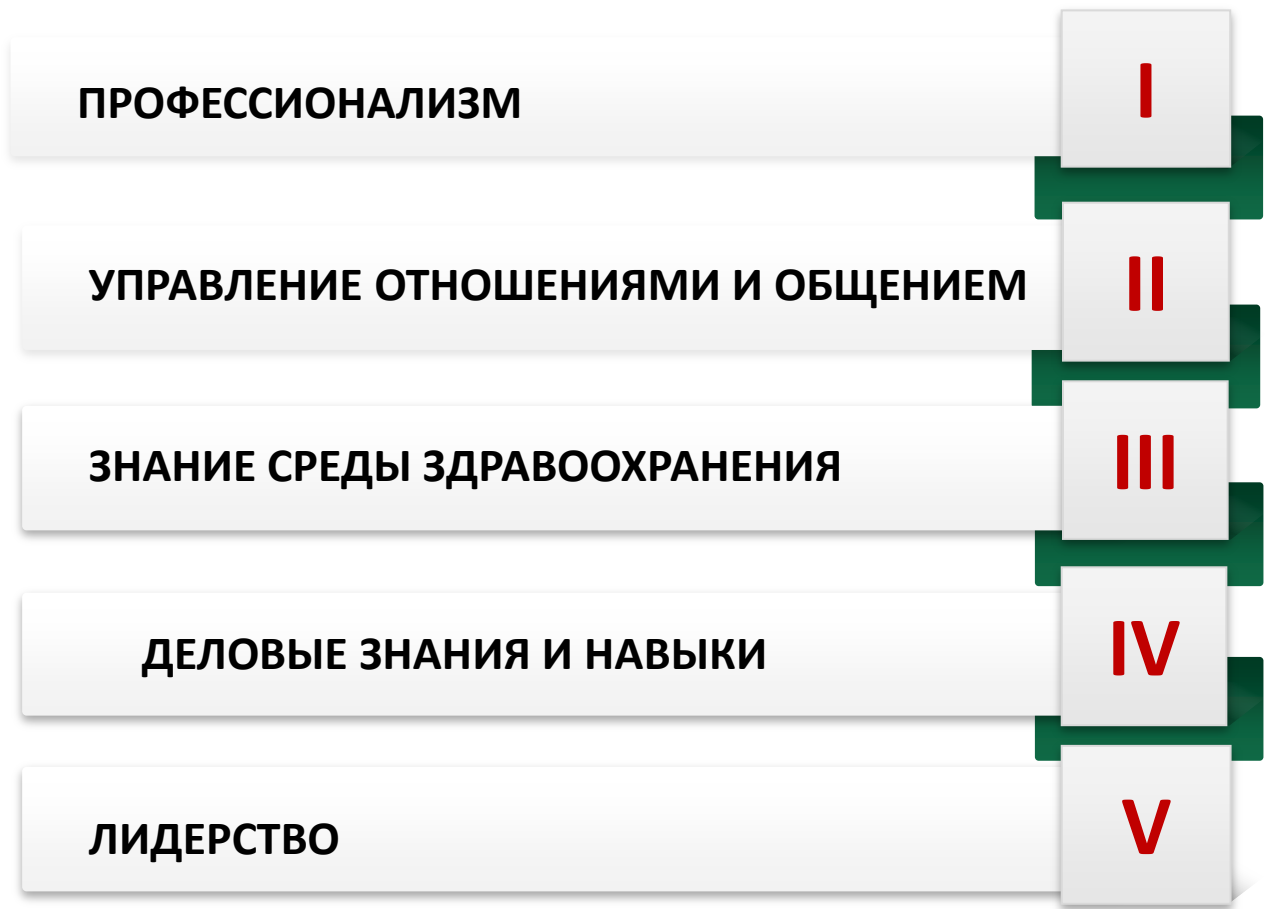 ПРОФЕССИОНАЛИЗМ I
УПРАВЛЕНИЕ ОТНОШЕНИЯМИ И ОБЩЕНИЕМ II
ЗНАНИЕ СРЕДЫ ЗДРАВООХРАНЕНИЯ III
ДЕЛОВЫЕ ЗНАНИЯ И НАВЫКИ IV
ЛИДЕРСТВО V